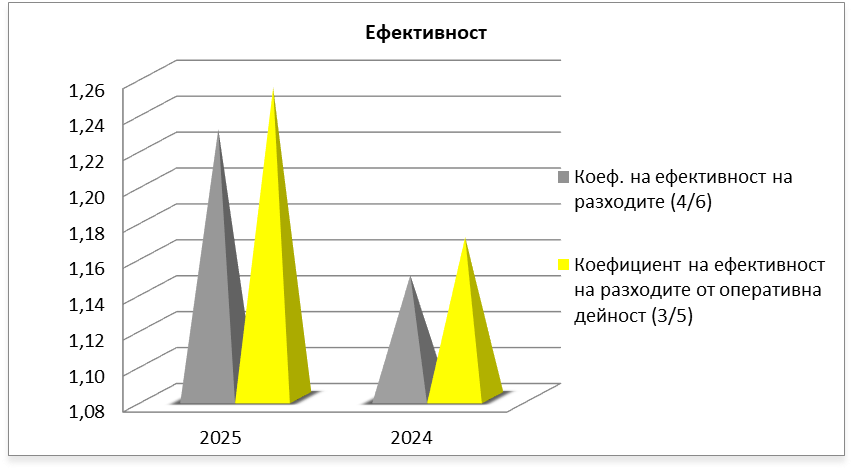 Ефективност
1,26
1,24
1,22
1,20
1,18
1,16
1,14
1,12
1,10
1,08
2025
2024
Коеф. на ефективност на
разходите (4/6)
Коефициент на ефективност
на разходите от оперативна
дейност (3/5)